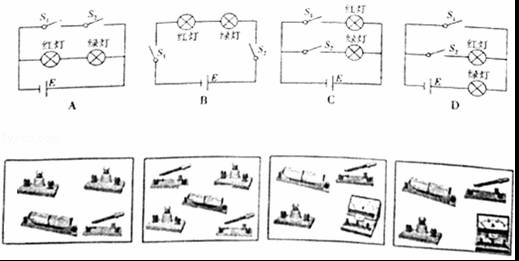 S₁ S₂
红灯 绿灯
E
A
红灯 绿灯
S₁ S₂
E
B
S₁ 红灯
S₂ 绿灯
E
C
S₁
S₂ 红灯
E 绿灯
D